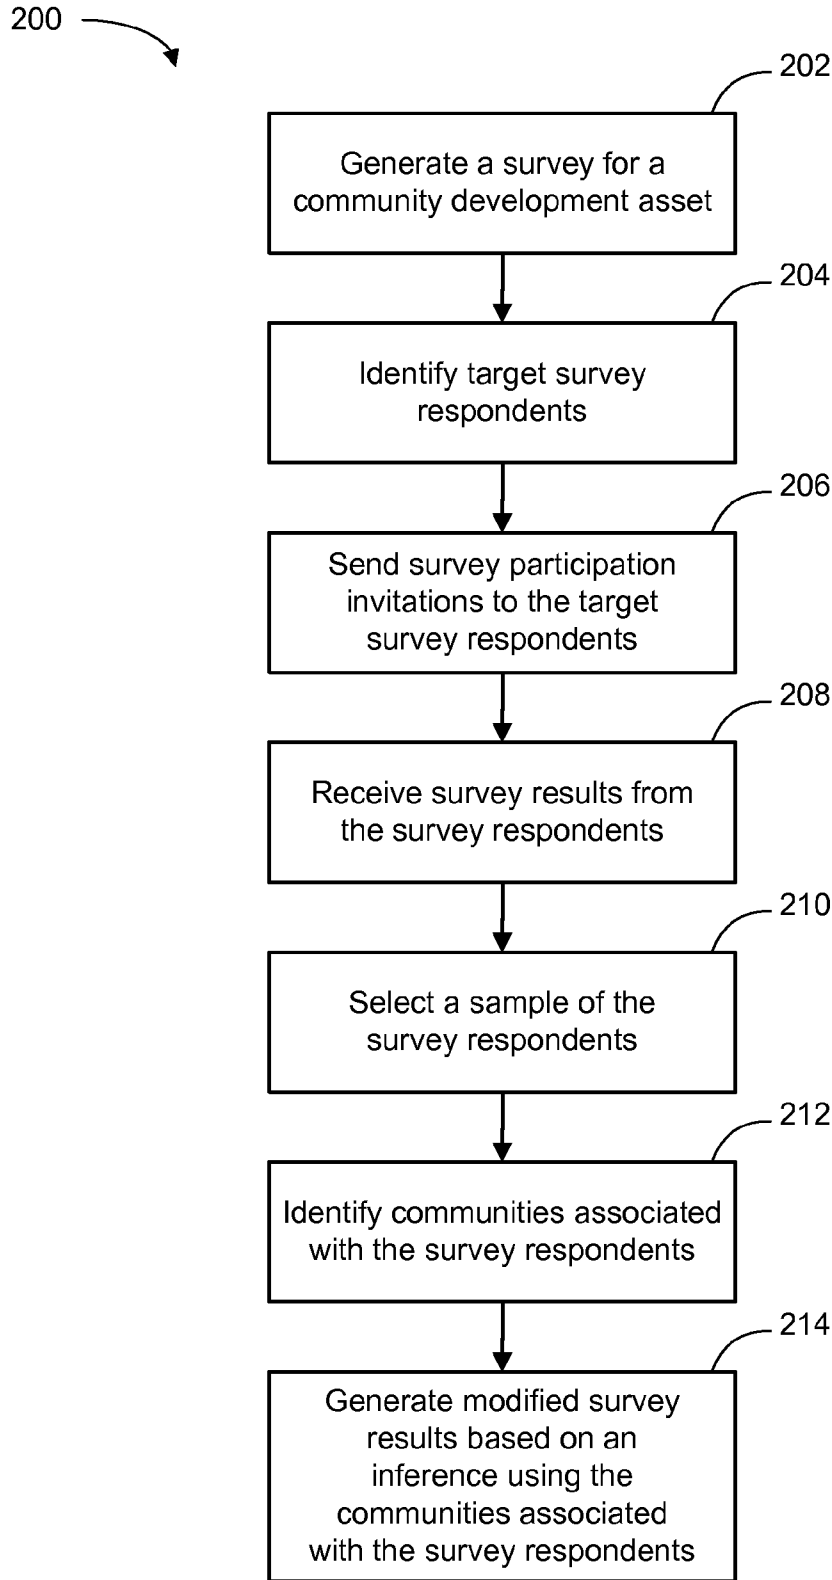 200
202
Generate a survey for a
community development asset
204
Identify target survey
respondents
206
Send survey participation
invitations to the target
survey respondents
208
Receive survey results from
the survey respondents
210
Select a sample of the
survey respondents
212
Identify communities associated
with the survey respondents
214
Generate modified survey
results based on an
inference using the
communities associated
with the survey respondents